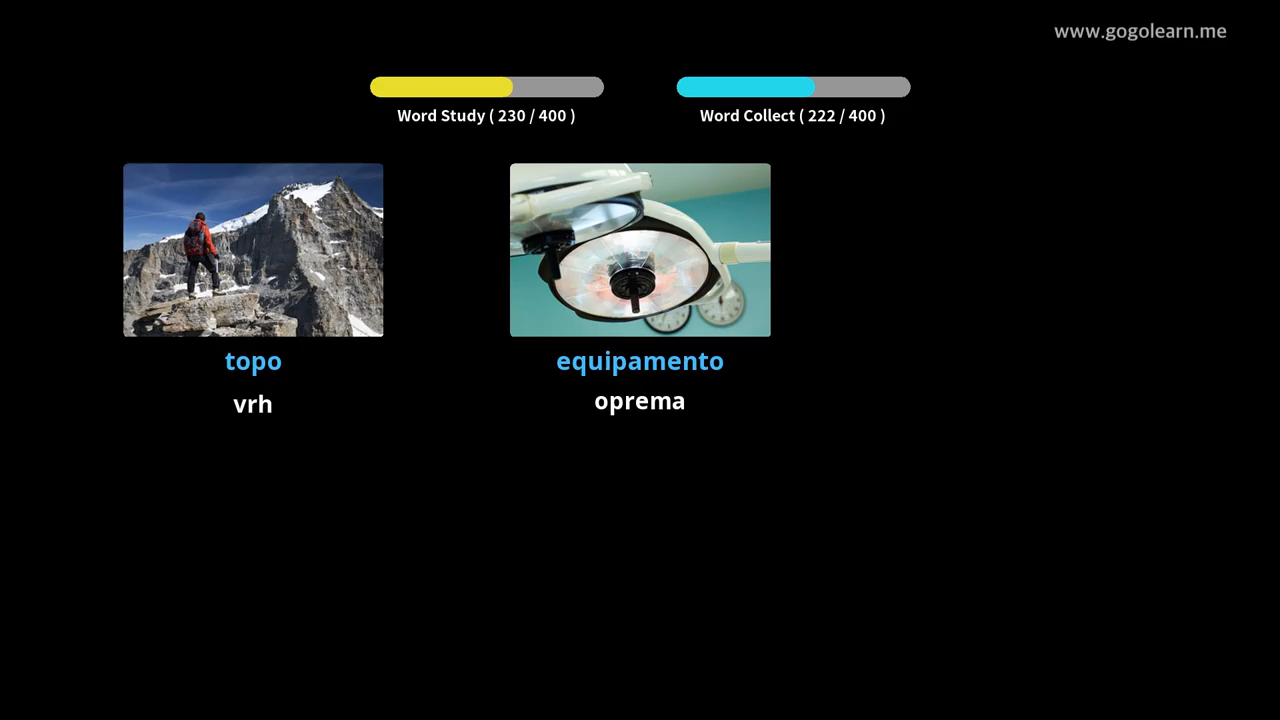 www.gogolearn.me
Word Study ( 230 / 400 )
Word Collect ( 222 / 400 )
topo
vrh
equipamento
oprema